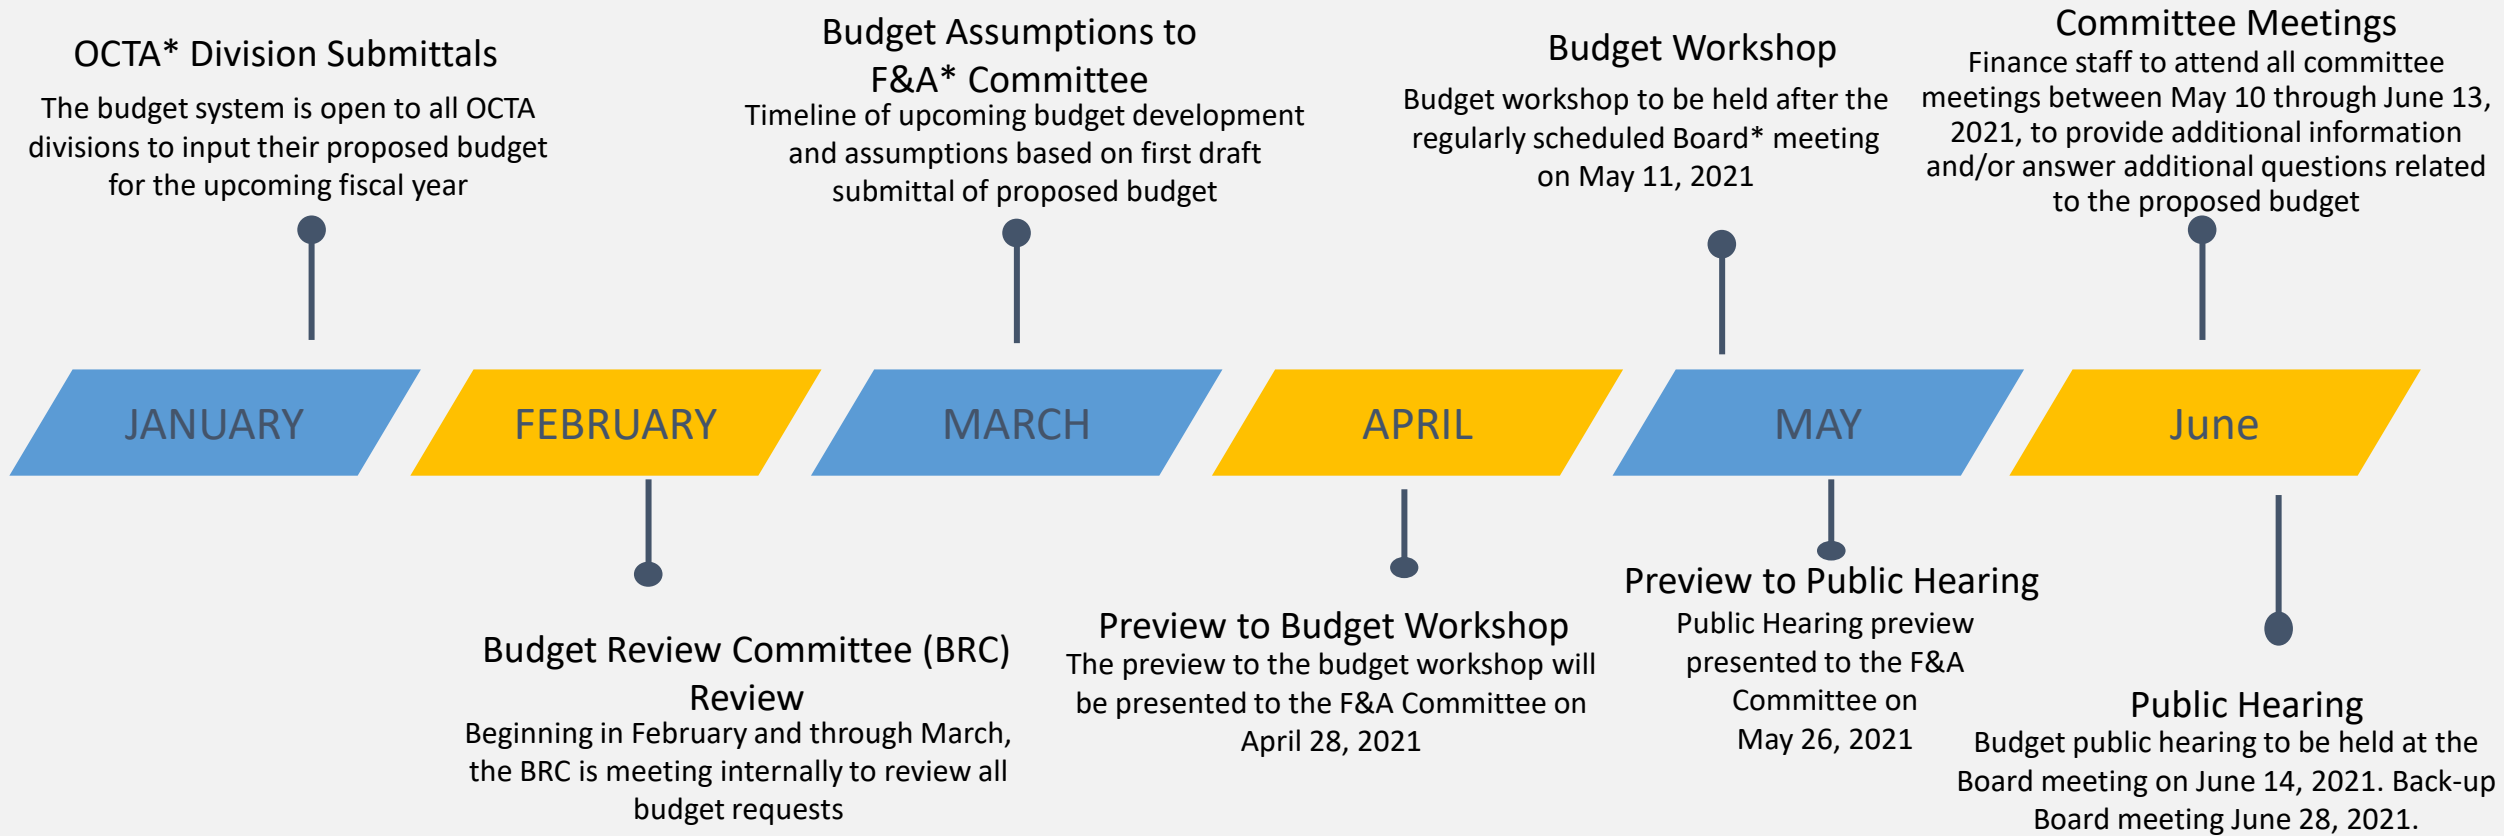 OCTA* Division Submittals
The budget system is open to all OCTA
divisions to input their proposed budget
for the upcoming fiscal year
Budget Assumptions to
F&A* Committee
Timeline of upcoming budget development
and assumptions based on first draft
submittal of proposed budget
Budget Workshop
Budget workshop to be held after the
regularly scheduled Board* meeting
on May 11, 2021
Committee Meetings
Finance staff to attend all committee
meetings between May 10 through June 13,
2021, to provide additional information
and/or answer additional questions related
to the proposed budget
JANUARY
FEBRUARY
MARCH
APRIL
MAY
June
Budget Review Committee (BRC)
Review
Beginning in February and through March,
the BRC is meeting internally to review all
budget requests
Preview to Budget Workshop
The preview to the budget workshop will
be presented to the F&A Committee on
April 28, 2021
Preview to Public Hearing
Public Hearing preview
presented to the F&A
Committee on
May 26, 2021
Public Hearing
Budget public hearing to be held at the
Board meeting on June 14, 2021. Back-up
Board meeting June 28, 2021.